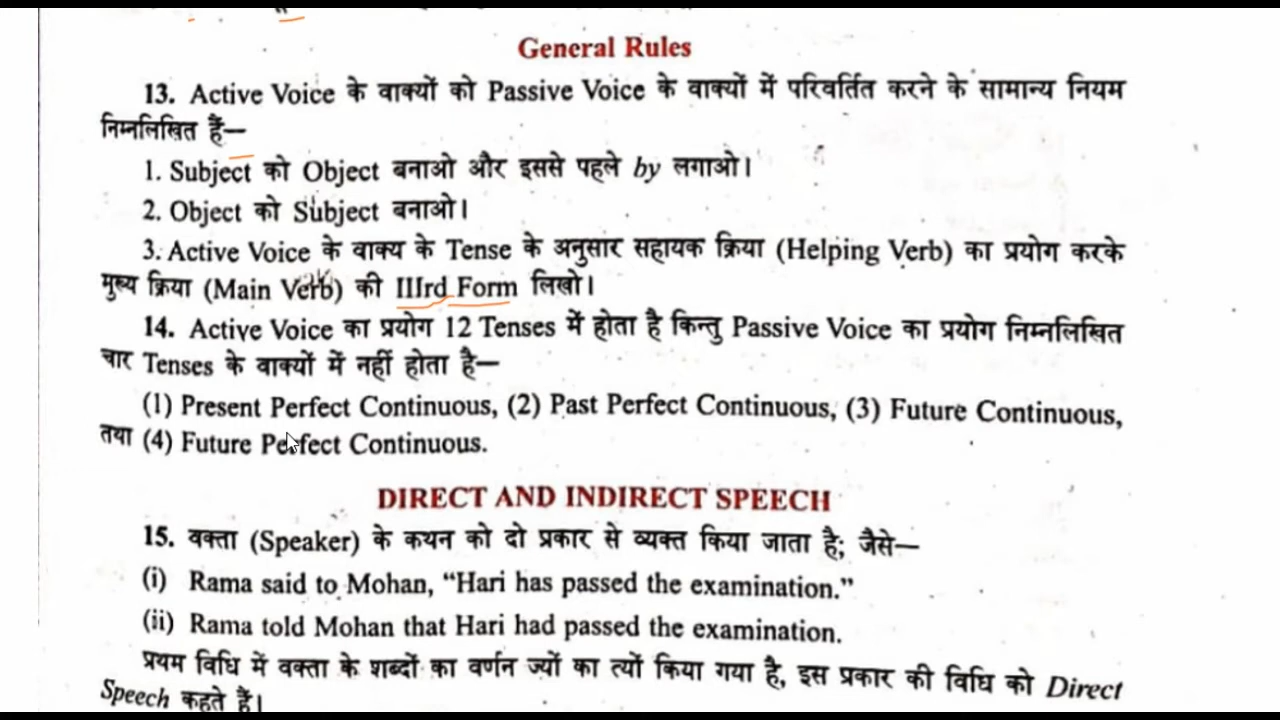 General Rules
13. Active Voice के वाक्यों को Passive Voice के वाक्यों में परिवर्तित करने के सामान्य नियम
निम्नलिखित हैं—
1. Subject को Object बनाओ और इससे पहले by लगाओ।
2. Object को Subject बनाओ।
3. Active Voice के वाक्य के Tense के अनुसार सहायक क्रिया (Helping Verb) का प्रयोग करके
मुख्य क्रिया (Main Verb) की IIIrd Form लिखो।
14. Active Voice का प्रयोग 12 Tenses में होता है किन्तु Passive Voice का प्रयोग निम्नलिखित
चार Tenses के वाक्यों में नहीं होता है—
(1) Present Perfect Continuous, (2) Past Perfect Continuous, (3) Future Continuous,
तथा (4) Future Perfect Continuous.
DIRECT AND INDIRECT SPEECH
15. वक्ता (Speaker) के कथन को दो प्रकार से व्यक्त किया जाता है; जैसे—
(i) Rama said to Mohan, “Hari has passed the examination.”
(ii) Rama told Mohan that Hari had passed the examination.
प्रथम विधि में वक्ता के शब्दों का वर्णन ज्यों का त्यों किया गया है, इस प्रकार की विधि को Direct
Speech कहते हैं।